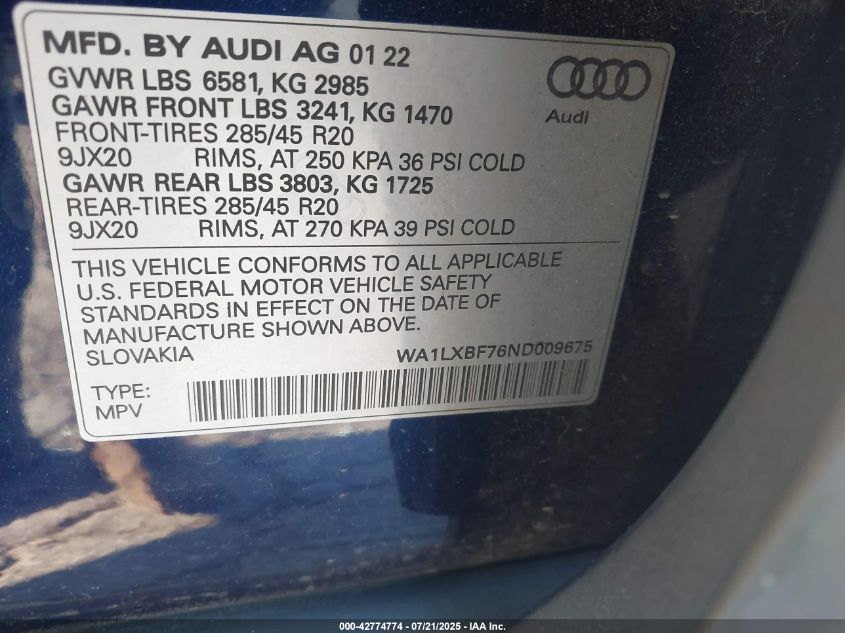 MFD. BY AUDI AG 01 22
GVWR LBS 6581, KG 2985
GAWR FRONT LBS 3241, KG 1470
FRONT-TIRES 285/45 R20
9JX20 RIMS, AT 250 KPA 36 PSI COLD
GAWR REAR LBS 3803, KG 1725
REAR-TIRES 285/45 R20
9JX20 RIMS, AT 270 KPA 39 PSI COLD
Audi
THIS VEHICLE CONFORMS TO ALL APPLICABLE
U.S. FEDERAL MOTOR VEHICLE SAFETY
STANDARDS IN EFFECT ON THE DATE OF
MANUFACTURE SHOWN ABOVE.
SLOVAKIA WA1LXBF76ND009675
TYPE:
MPV
000-42774774 / 07/21/2025 - IAA Inc.